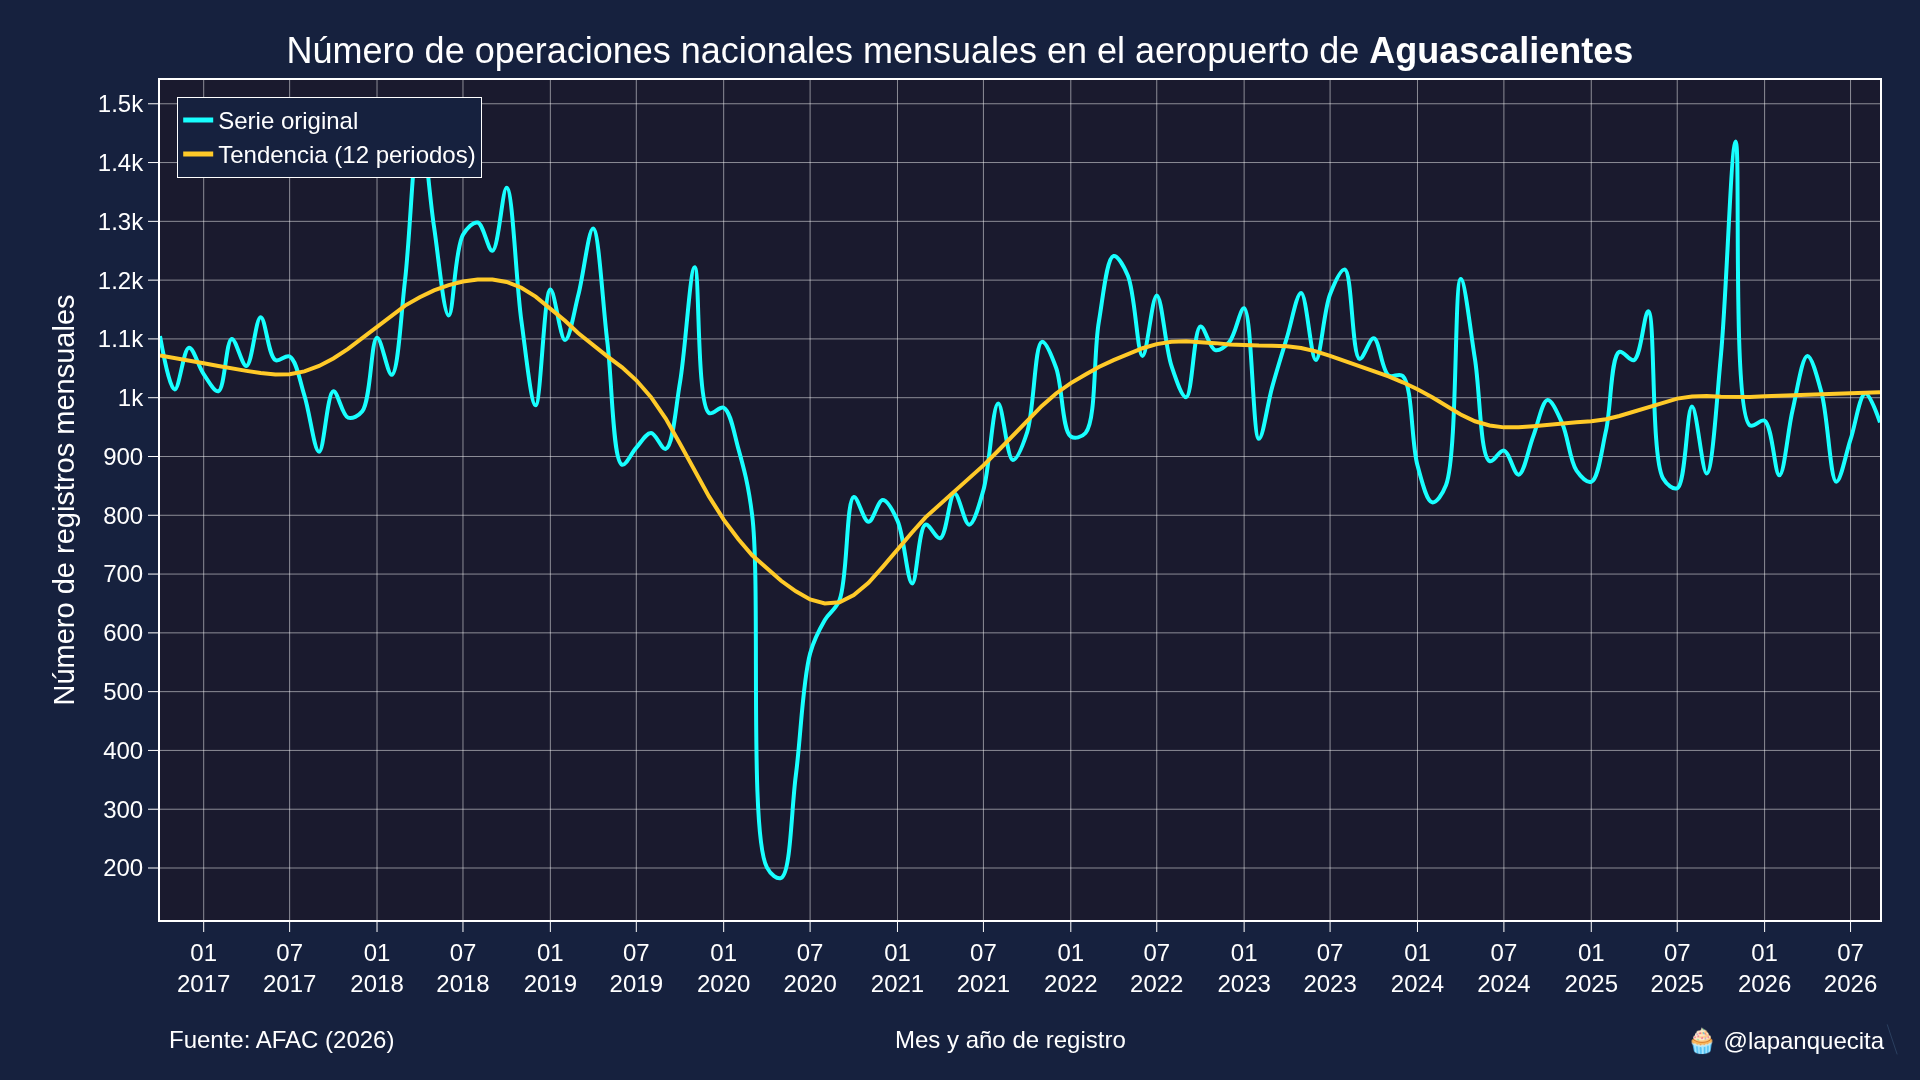 Número de operaciones nacionales mensuales en el aeropuerto de Aguascalientes
Serie original
Tendencia (12 periodos)
Número de registros mensuales
1.5k
1.4k
1.3k
1.2k
1.1k
1k
900
800
700
600
500
400
300
200
01 07 01 07 01 07 01 07 01 07 01 07 01 07 01 07 01 07 01 07
2017 2017 2018 2018 2019 2019 2020 2020 2021 2021 2022 2022 2023 2023 2024 2024 2025 2025 2026 2026
Fuente: AFAC (2026)
Mes y año de registro
🧁 @lapanquecita